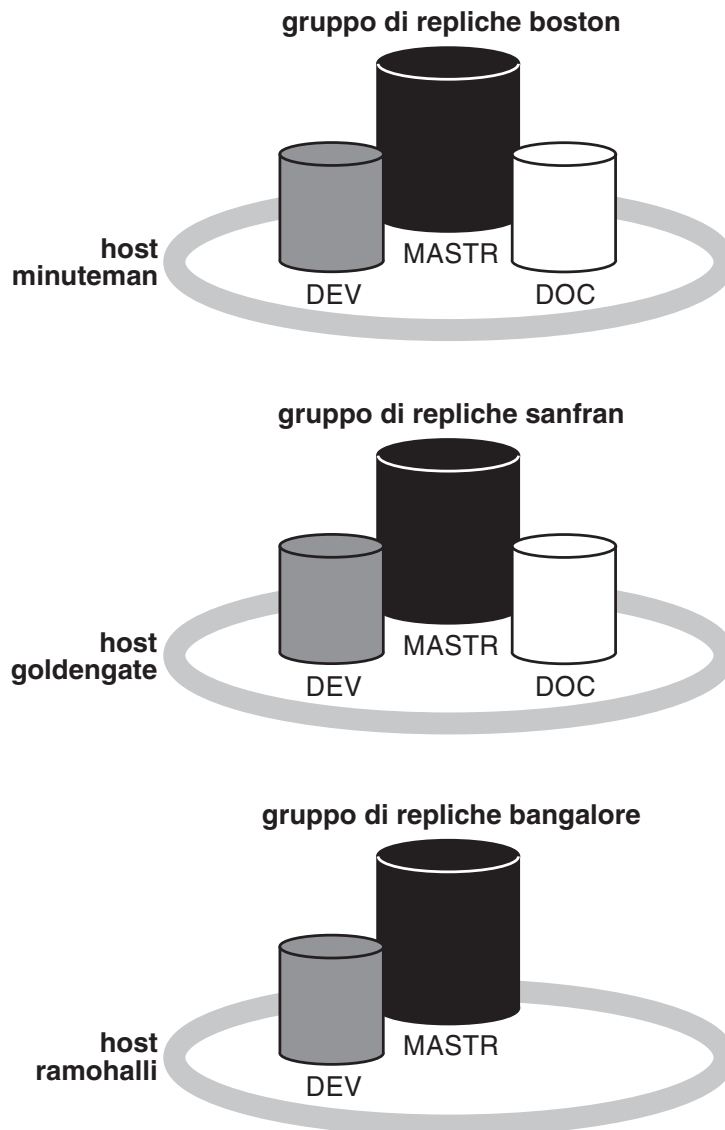 gruppo di repliche boston
host
minuteman
MASTR
DEV
DOC
gruppo di repliche sanfran
host
goldengate
MASTR
DEV
DOC
gruppo di repliche bangalore
host
ramohalli
MASTR
DEV